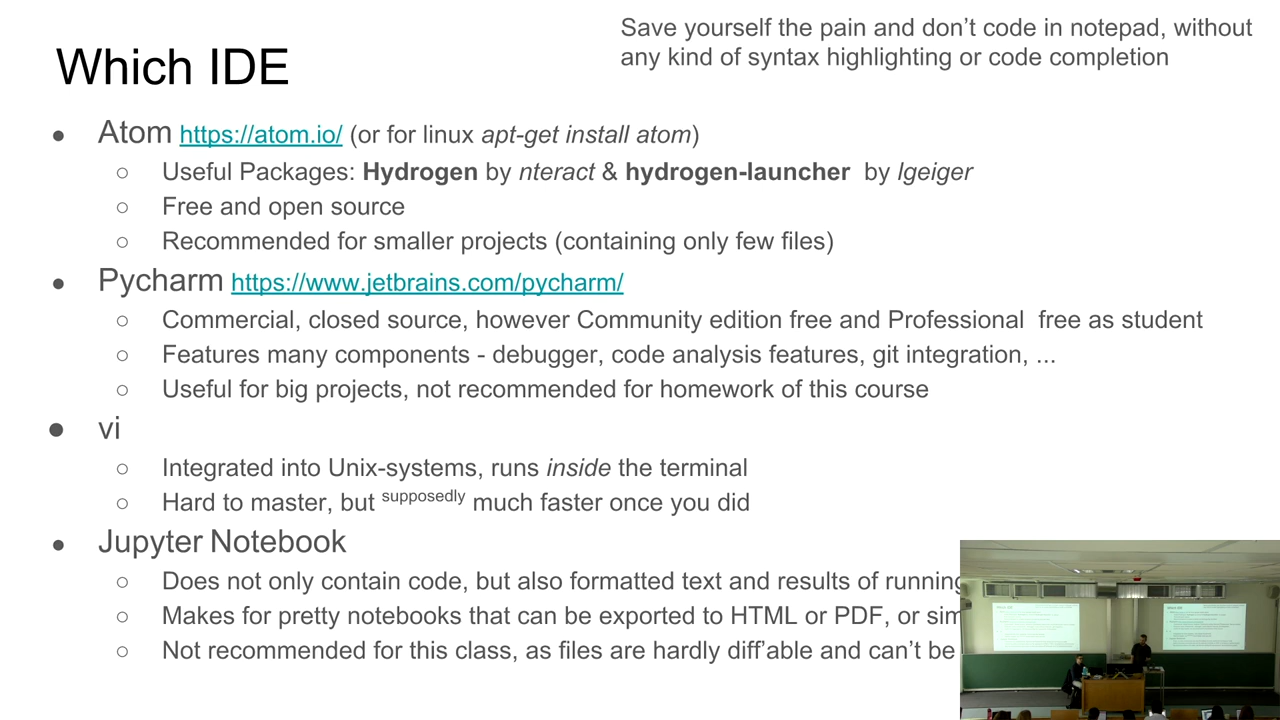 Save yourself the pain and don't code in notepad, without
any kind of syntax highlighting or code completion
Which IDE
● Atom https://atom.io/ (or for linux apt-get install atom)
○ Useful Packages: Hydrogen by nteract & hydrogen-launcher by lgeiger
○ Free and open source
○ Recommended for smaller projects (containing only few files)
● Pycharm https://www.jetbrains.com/pycharm/
○ Commercial, closed source, however Community edition free and Professional free as student
○ Features many components - debugger, code analysis features, git integration, ...
○ Useful for big projects, not recommended for homework of this course
● vi
○ Integrated into Unix-systems, runs inside the terminal
○ Hard to master, but supposedly much faster once you did
● Jupyter Notebook
○ Does not only contain code, but also formatted text and results of running
○ Makes for pretty notebooks that can be exported to HTML or PDF, or
○ Not recommended for this class, as files are hardly diff'able and can't be